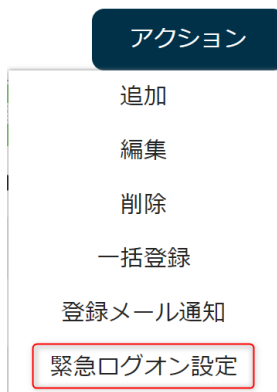 アクション
追加
編集
削除
一括登録
登録メール通知
緊急ログオン設定